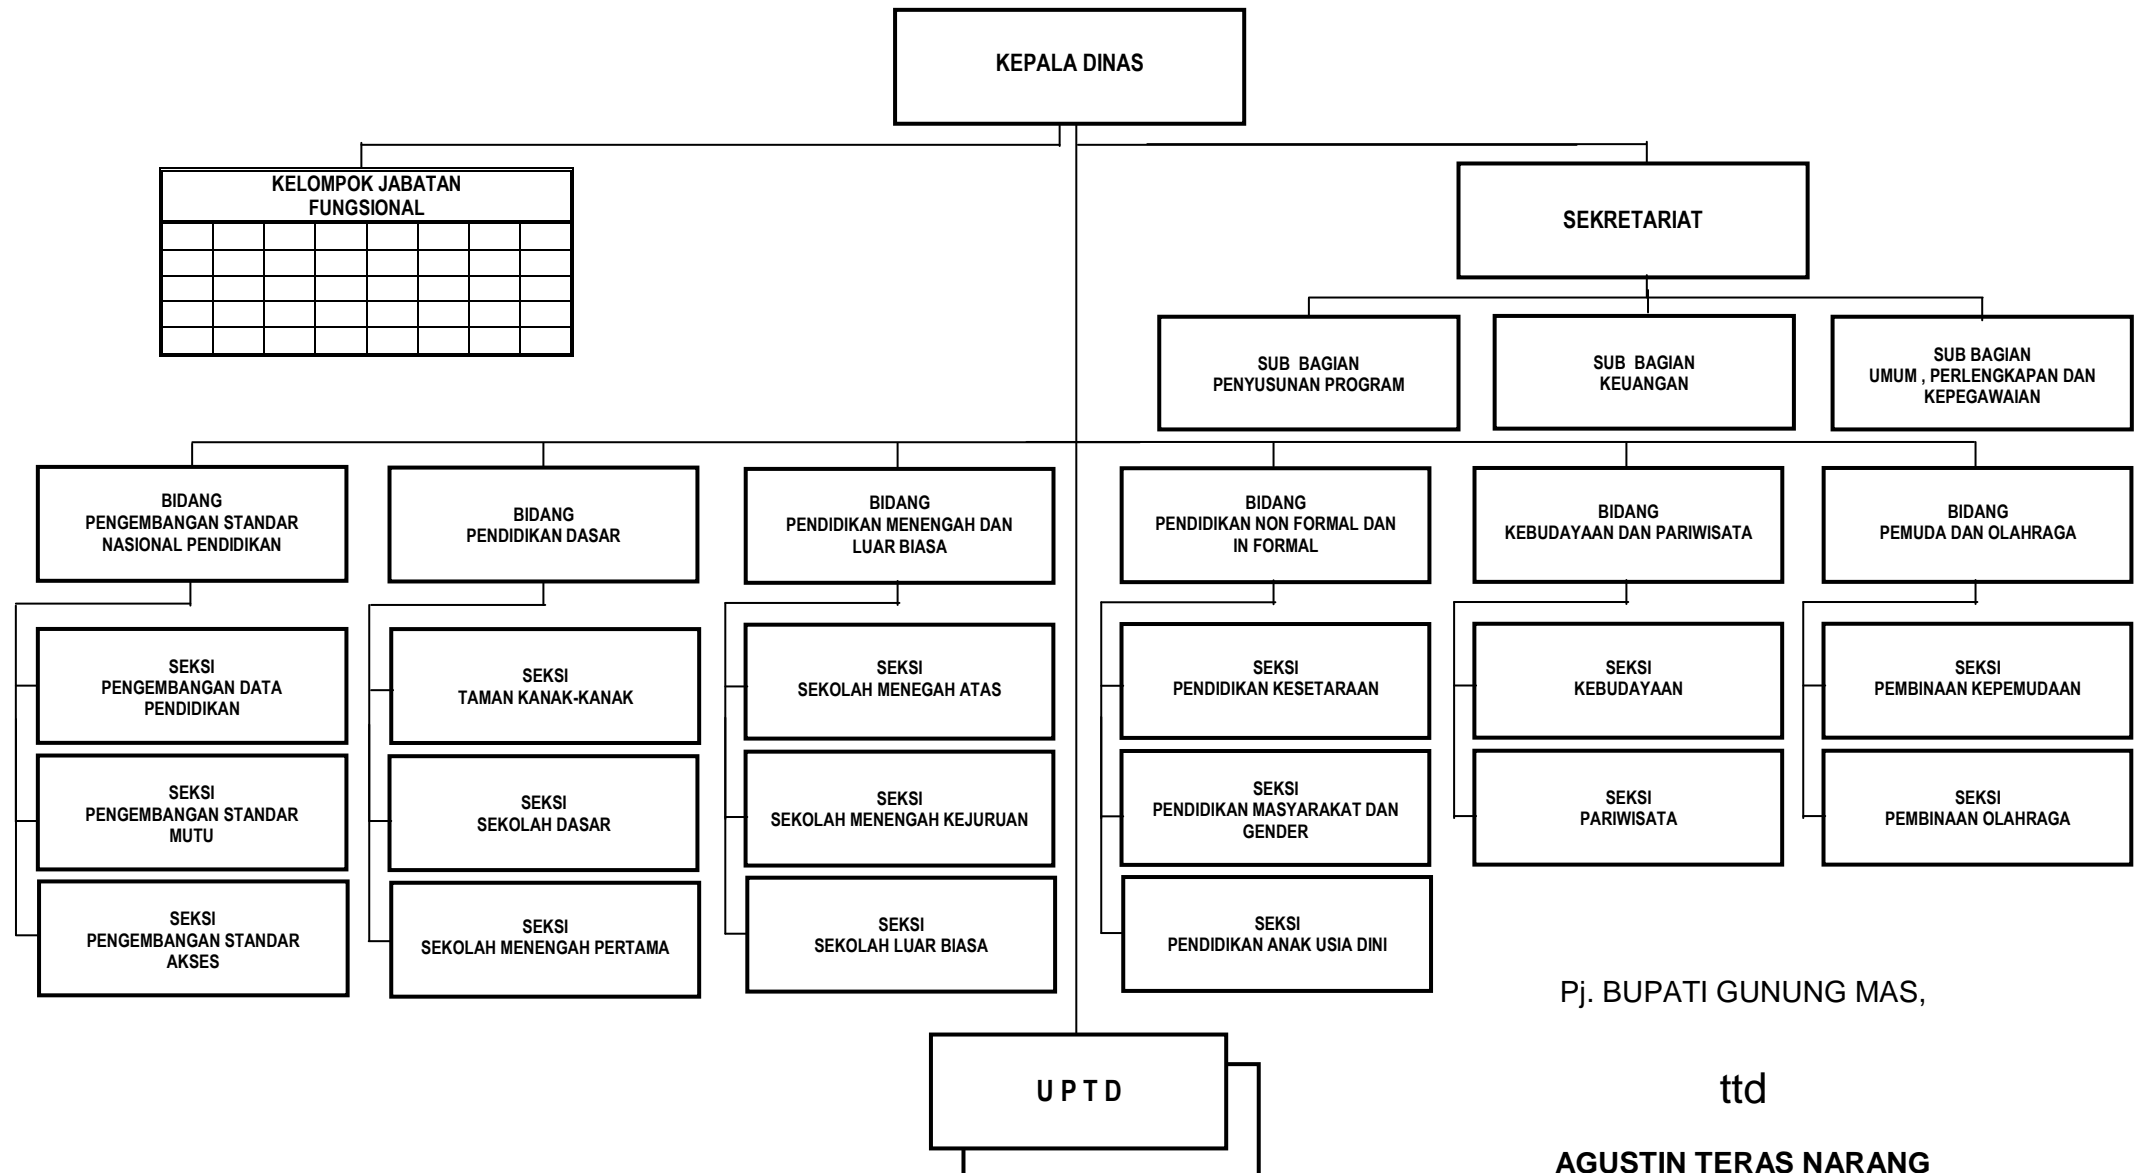 KEPALA DINAS
KELOMPOK JABATAN
FUNGSIONAL
SEKRETARIAT
SUB BAGIAN
PENYUSUNAN PROGRAM
SUB BAGIAN
KEUANGAN
SUB BAGIAN
UMUM , PERLENGKAPAN DAN
KEPEGAWAIAN
BIDANG
PENGEMBANGAN STANDAR
NASIONAL PENDIDIKAN
BIDANG
PENDIDIKAN DASAR
BIDANG
PENDIDIKAN MENENGAH DAN
LUAR BIASA
BIDANG
PENDIDIKAN NON FORMAL DAN
IN FORMAL
BIDANG
KEBUDAYAAN DAN PARIWISATA
BIDANG
PEMUDA DAN OLAHRAGA
SEKSI
PENGEMBANGAN DATA
PENDIDIKAN
SEKSI
TAMAN KANAK-KANAK
SEKSI
SEKOLAH MENEGAH ATAS
SEKSI
PENDIDIKAN KESETARAAN
SEKSI
KEBUDAYAAN
SEKSI
PEMBINAAN KEPEMUDAAN
SEKSI
PENGEMBANGAN STANDAR
MUTU
SEKSI
SEKOLAH DASAR
SEKSI
SEKOLAH MENENGAH KEJURUAN
SEKSI
PENDIDIKAN MASYARAKAT DAN
GENDER
SEKSI
PARIWISATA
SEKSI
PEMBINAAN OLAHRAGA
SEKSI
PENGEMBANGAN STANDAR
AKSES
SEKSI
SEKOLAH MENENGAH PERTAMA
SEKSI
SEKOLAH LUAR BIASA
SEKSI
PENDIDIKAN ANAK USIA DINI
Pj. BUPATI GUNUNG MAS,
U P T D
ttd
AGUSTIN TERAS NARANG